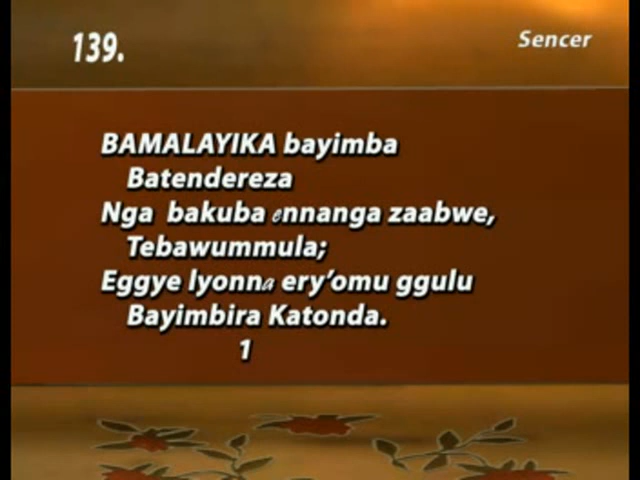 139.
Sencer
BAMALAYIKA bayimba
Batendereza
Nga bakuba ennanga zaabwe,
Tebawummula;
Eggye lyonna ery’omu ggulu
Bayimbira Katonda.
1